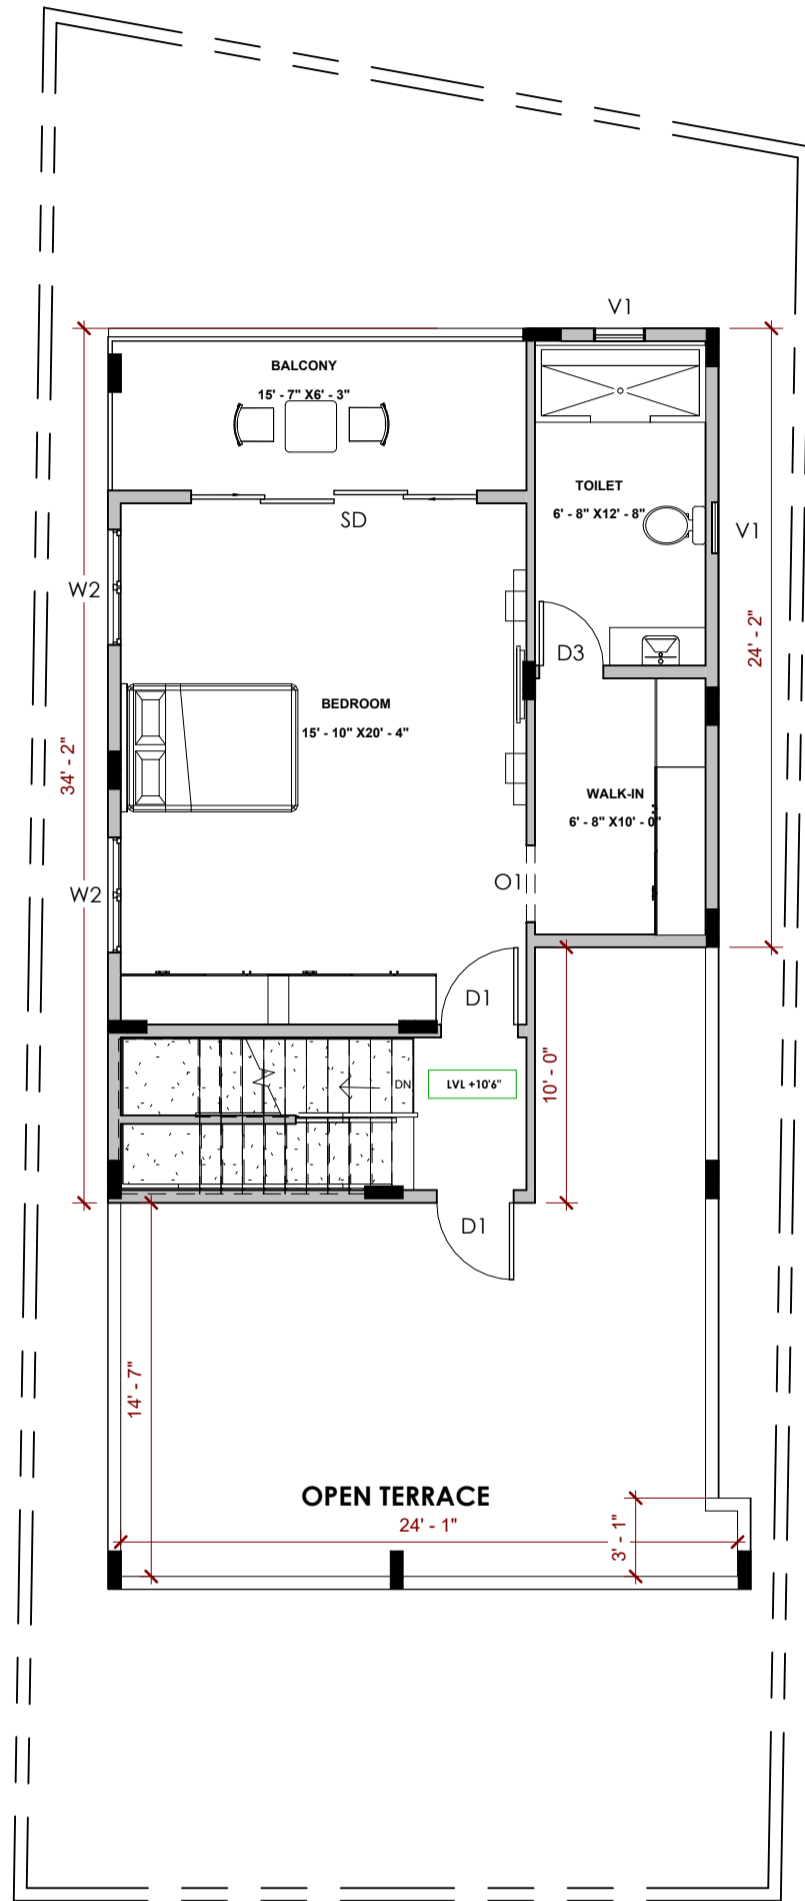 V1
BALCONY
15' - 7" X6' - 3"
TOILET
6' - 8" X12' - 8"
SD
V1
W2
24' - 2"
D3
BEDROOM
15' - 10" X20' - 4"
34' - 2"
WALK-IN
6' - 8" X10' - 0"
O1
W2
D1
DN
LVL +10'6"
10' - 0"
D1
14' - 7"
OPEN TERRACE
24' - 1"
3' - 1"